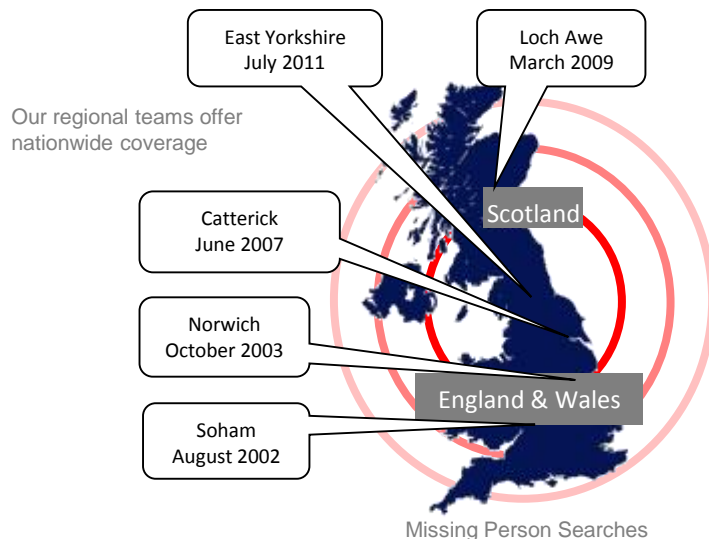 East Yorkshire
July 2011
Loch Awe
March 2009
Our regional teams offer
nationwide coverage
Scotland
Catterick
June 2007
Norwich
October 2003
England & Wales
Soham
August 2002
Missing Person Searches